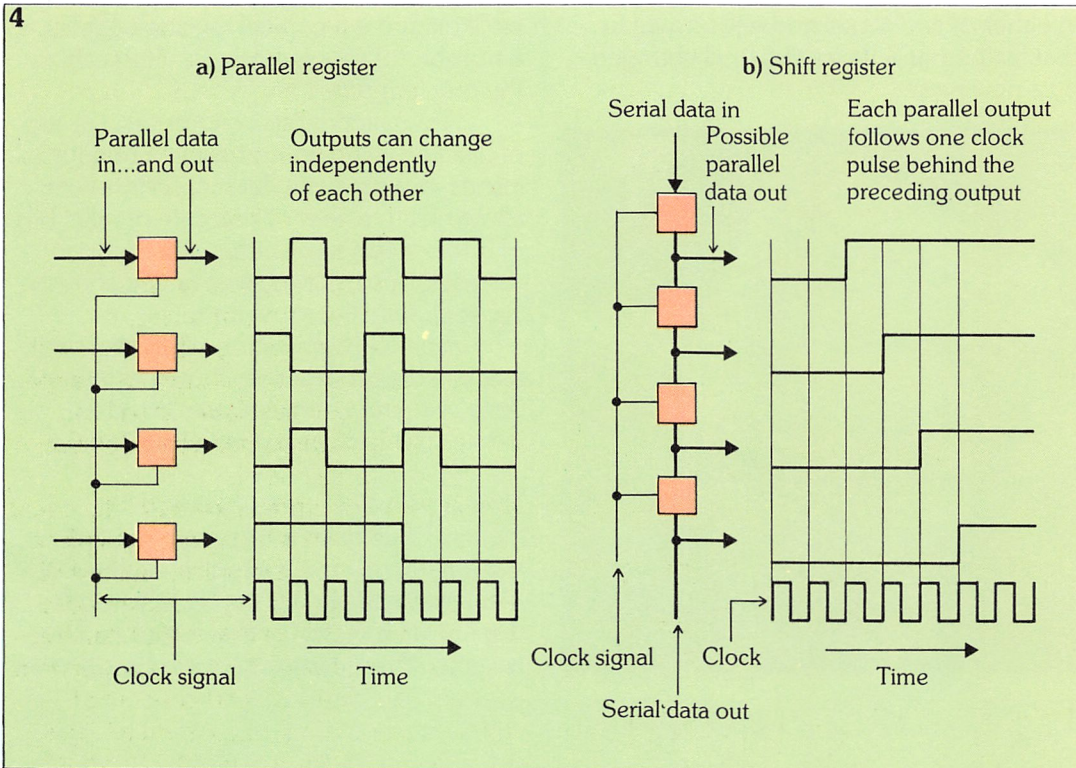 4
a) Parallel register
Parallel data
in...and out
Outputs can change
independently
of each other
Clock signal
Time
b) Shift register
Serial data in
Possible
parallel
data out
Each parallel output
follows one clock
pulse behind the
preceding output
Clock signal
Clock
Time
Serial data out